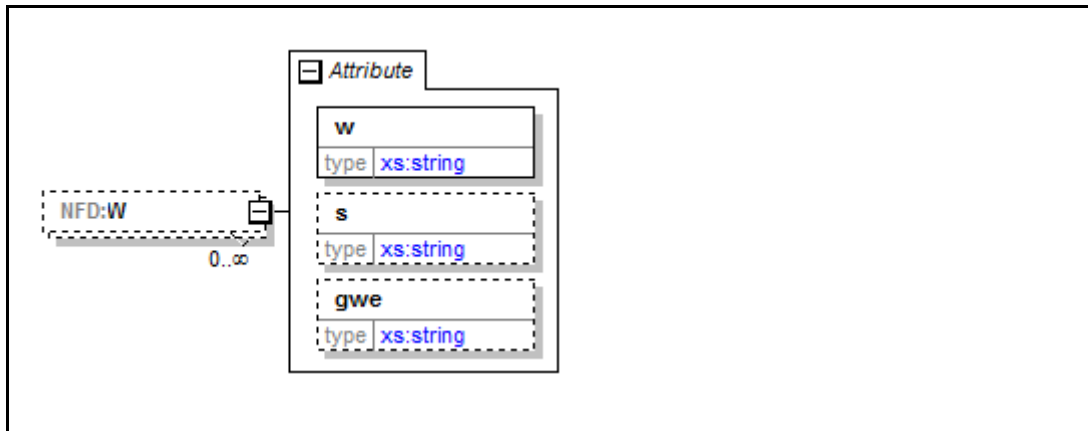 Attribute
w
type xs:string
NFD:W
s
type xs:string
0..∞
gwe
type xs:string